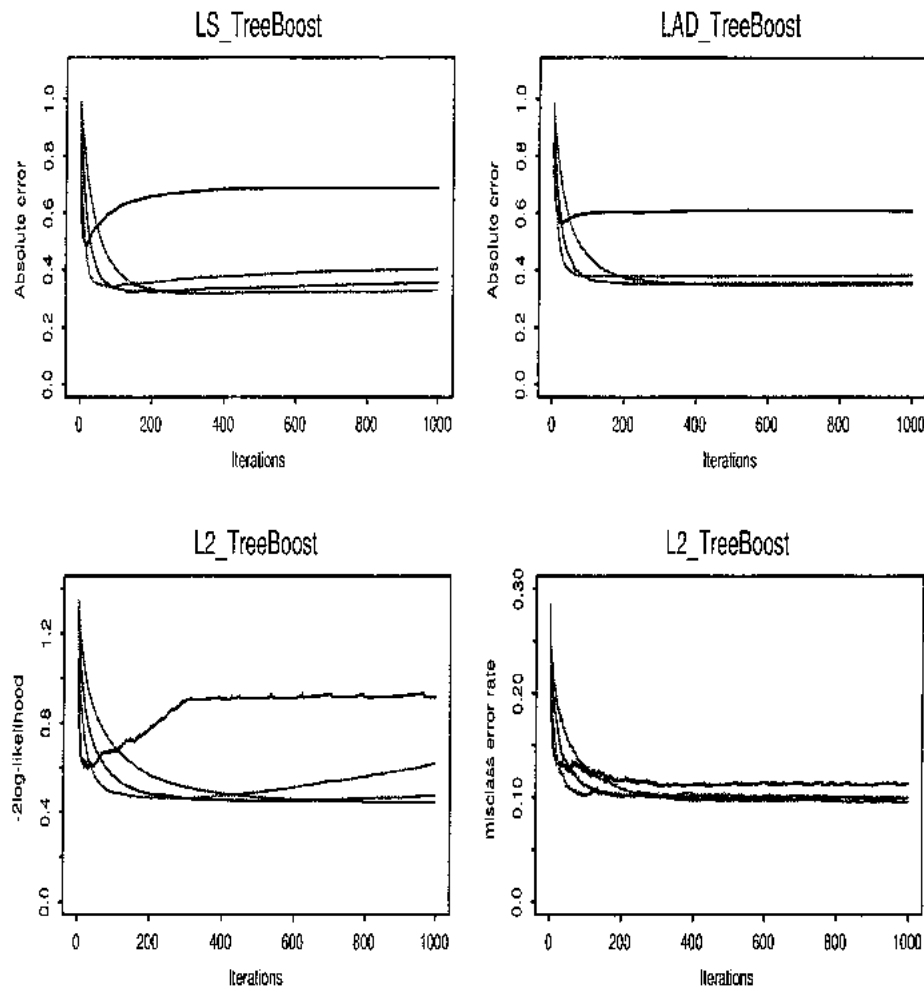 LS_TreeBoost
LAD_TreeBoost
Absolute error
0.0 0.2 0.4 0.6 0.8 1.0
0 200 400 600 800 1000
Iterations
Absolute error
0.0 0.2 0.4 0.6 0.8 1.0
0 200 400 600 800 1000
Iterations
L2_TreeBoost
L2_TreeBoost
-2log-likelihood
0.0 0.4 0.8 1.2
0 200 400 600 800 1000
Iterations
misclass error rate
0.0 0.10 0.20 0.30
0 200 400 600 800 1000
Iterations